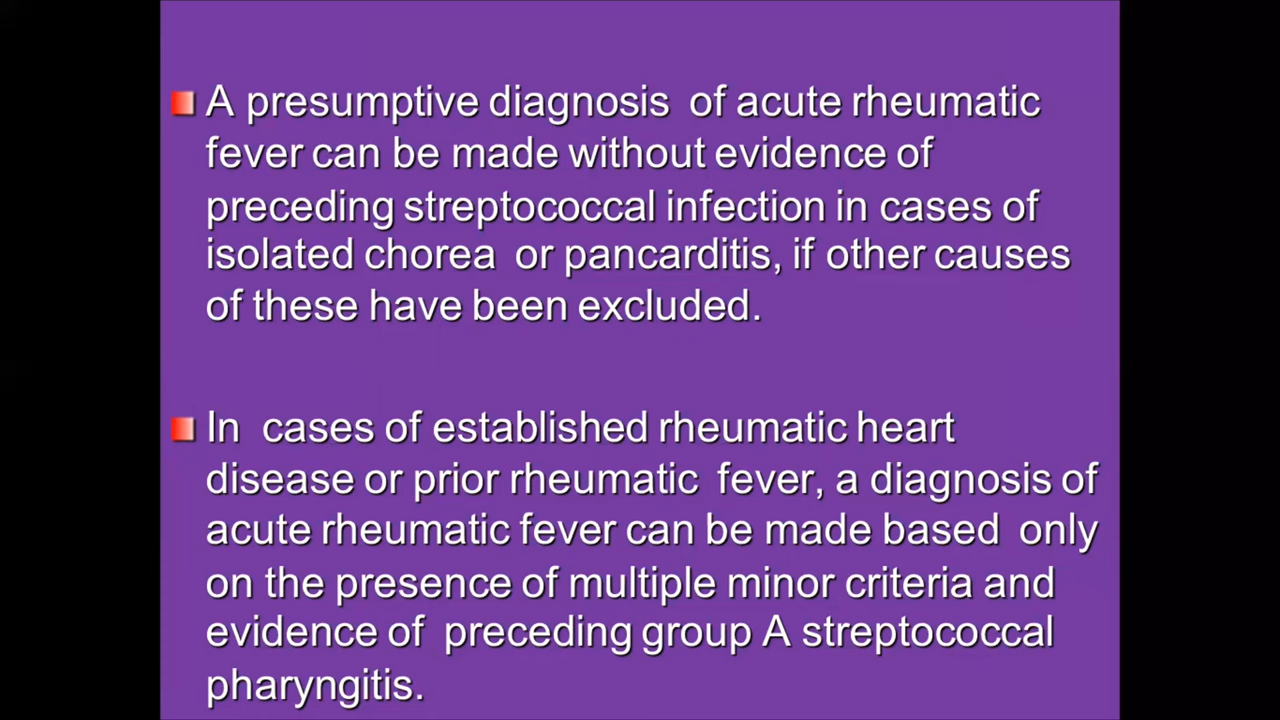 A presumptive diagnosis of acute rheumatic
fever can be made without evidence of
preceding streptococcal infection in cases of
isolated chorea or pancarditis, if other causes
of these have been excluded.
In cases of established rheumatic heart
disease or prior rheumatic fever, a diagnosis of
acute rheumatic fever can be made based only
on the presence of multiple minor criteria and
evidence of preceding group A streptococcal
pharyngitis.